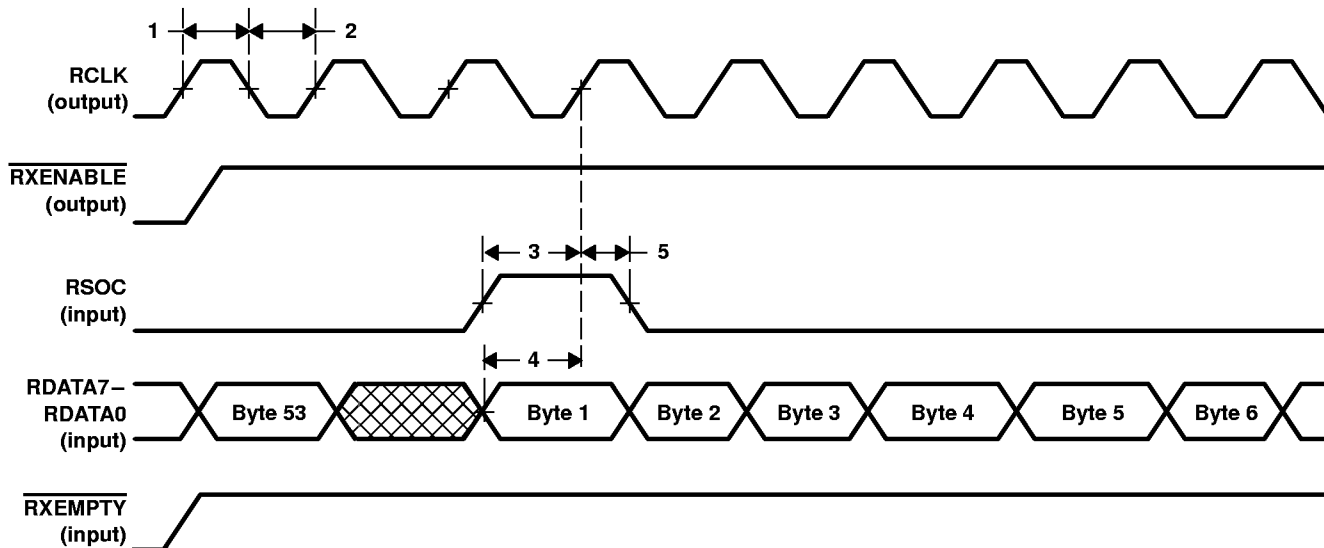 1
2
RCLK
(output)
RXENABLE
(output)
3
5
RSOC
(input)
4
RDATA7–
RDATA0
(input)
Byte 53
Byte 1
Byte 2
Byte 3
Byte 4
Byte 5
Byte 6
RXEMPTY
(input)